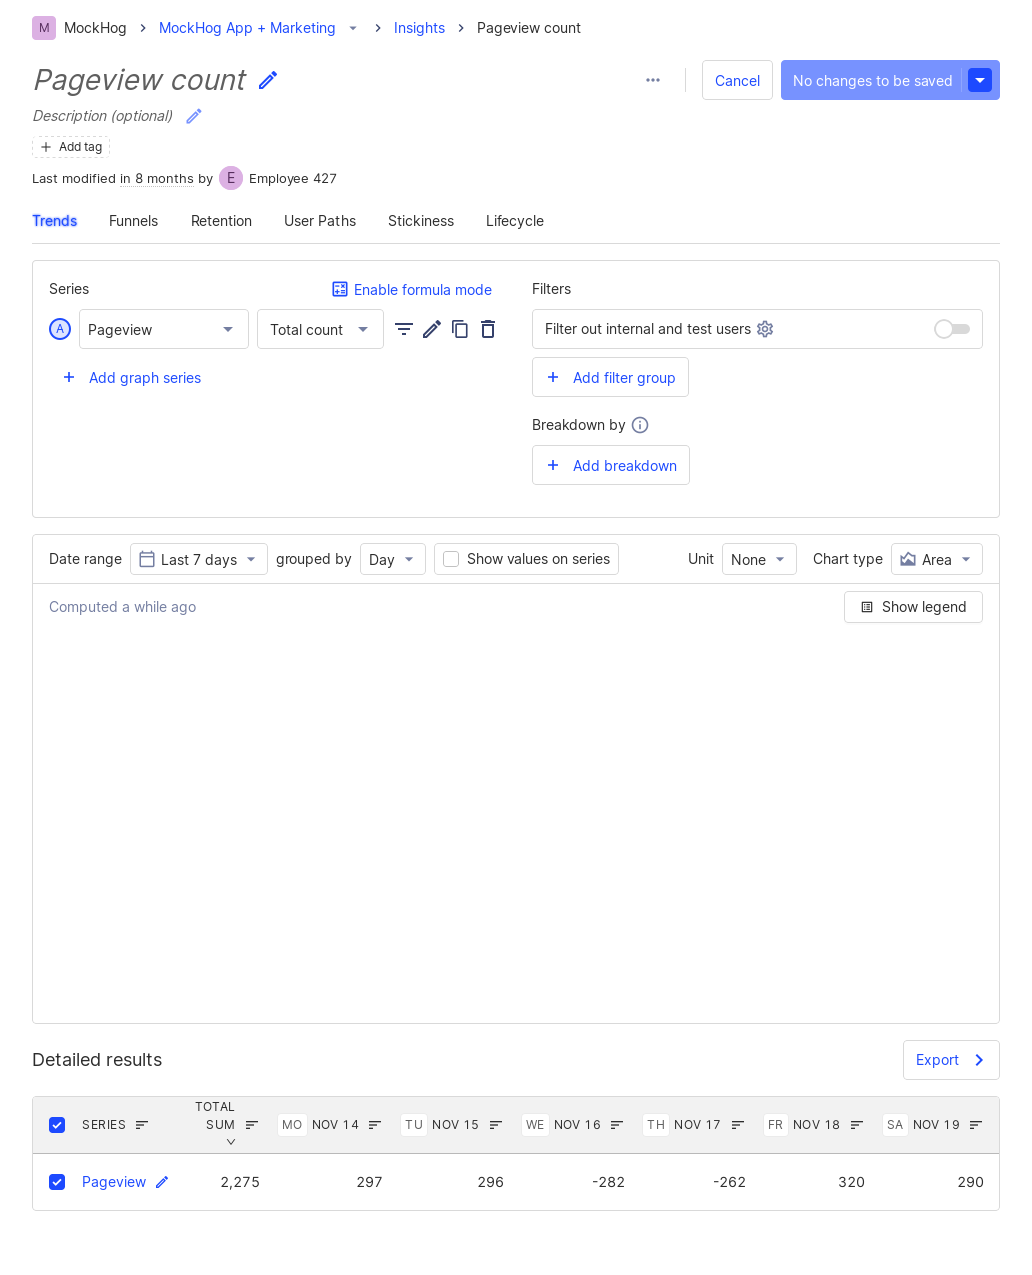 M MockHog MockHog App + Marketing Insights Pageview count
Pageview count
Cancel No changes to be saved
Description (optional)
Add tag
Last modified in 8 months by E Employee 427
Trends Funnels Retention User Paths Stickiness Lifecycle
Series Enable formula mode Filters
A Pageview Total count Filter out internal and test users
Add graph series Add filter group
Breakdown by
Add breakdown
Date range Last 7 days grouped by Day Show values on series Unit None Chart type Area
Computed a while ago Show legend
Detailed results Export
SERIES TOTAL SUM MO NOV 14 TU NOV 15 WE NOV 16 TH NOV 17 FR NOV 18 SA NOV 19
Pageview 2,275 297 296 -282 -262 320 290